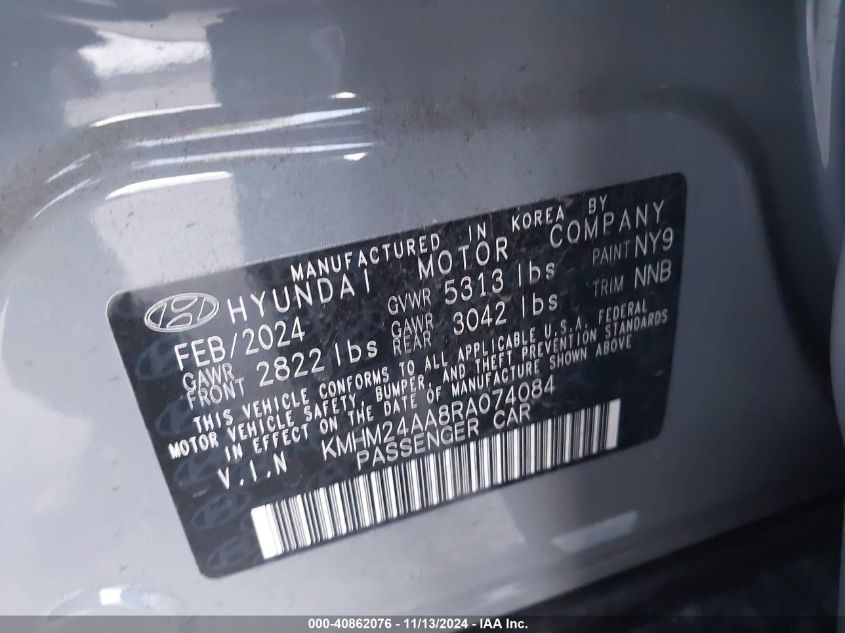 MANUFACTURED IN KOREA BY
HYUNDAI MOTOR COMPANY
FEB/2024 GVWR 5313 lbs PAINT NY9
GAWR FRONT 2822 lbs GAWR REAR 3042 lbs TRIM NNB
THIS VEHICLE CONFORMS TO ALL APPLICABLE U.S.A. FEDERAL
MOTOR VEHICLE SAFETY, BUMPER, AND THEFT PREVENTION STANDARDS
IN EFFECT ON THE DATE OF MANUFACTURE SHOWN ABOVE
V.I.N KMHM24AA8RA074084
PASSENGER CAR
000-40862076 - 11/13/2024 - IAA Inc.